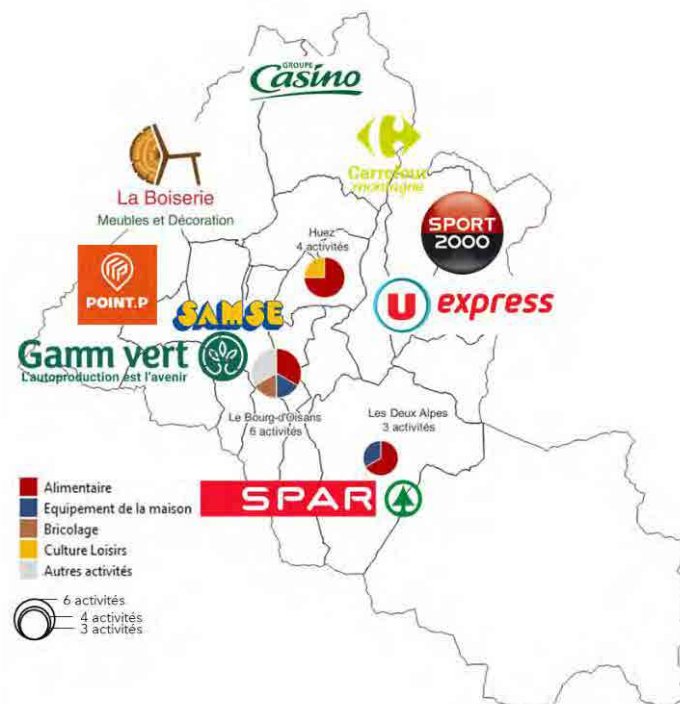 GROUPE
Casino
Carrefour
montagne
La Boiserie
Meubles et Décoration
SPORT
2000
Huez
4 activités
POINT.P
SAMSE
U express
Gamm vert
L'autoproduction est l'avenir
Le Bourg-d'Oisans
6 activités
Les Deux Alpes
3 activités
SPAR
Alimentaire
Equipement de la maison
Bricolage
Culture Loisirs
Autres activités
6 activités
4 activités
3 activités